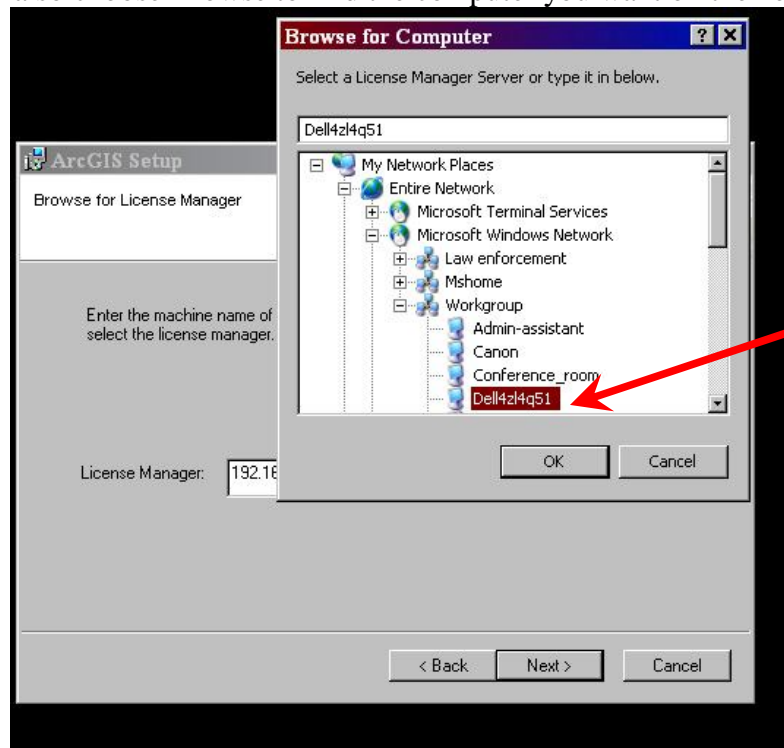 Browse for Computer
Select a License Manager Server or type it in below.
Dell4zl4q51
My Network Places
Entire Network
Microsoft Terminal Services
Microsoft Windows Network
Law enforcement
Mshome
Workgroup
Admin-assistant
Canon
Conference_room
Dell4zl4q51
OK Cancel
ArcGIS Setup
Browse for License Manager
Enter the machine name of
select the license manager.
License Manager: 192.16
< Back Next > Cancel